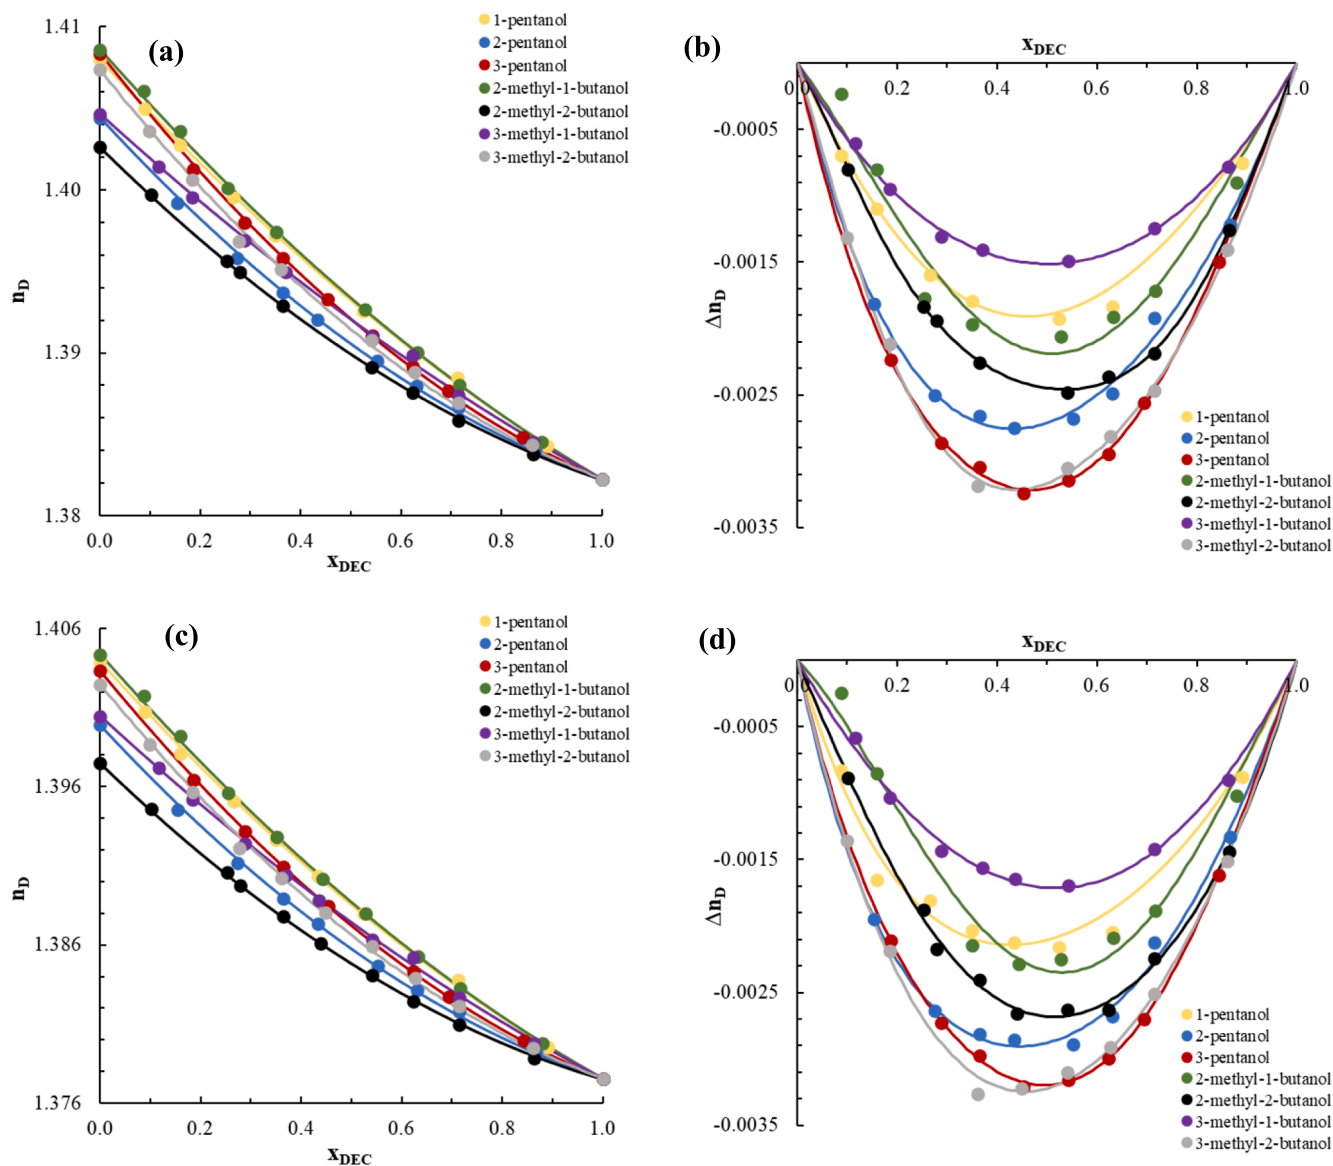 (a)
1.41
1.40
1.39
1.38
n_D
0.0 0.2 0.4 0.6 0.8 1.0
x_DEC
1-pentanol
2-pentanol
3-pentanol
2-methyl-1-butanol
2-methyl-2-butanol
3-methyl-1-butanol
3-methyl-2-butanol
(b)
x_DEC
0.0 0.2 0.4 0.6 0.8 1.0
-0.0005
-0.0015
-0.0025
-0.0035
Δn_D
1-pentanol
2-pentanol
3-pentanol
2-methyl-1-butanol
2-methyl-2-butanol
3-methyl-1-butanol
3-methyl-2-butanol
(c)
1.406
1.396
1.386
1.376
n_D
0.0 0.2 0.4 0.6 0.8 1.0
x_DEC
1-pentanol
2-pentanol
3-pentanol
2-methyl-1-butanol
2-methyl-2-butanol
3-methyl-1-butanol
3-methyl-2-butanol
(d)
x_DEC
0.0 0.2 0.4 0.6 0.8 1.0
-0.0005
-0.0015
-0.0025
-0.0035
Δn_D
1-pentanol
2-pentanol
3-pentanol
2-methyl-1-butanol
2-methyl-2-butanol
3-methyl-1-butanol
3-methyl-2-butanol